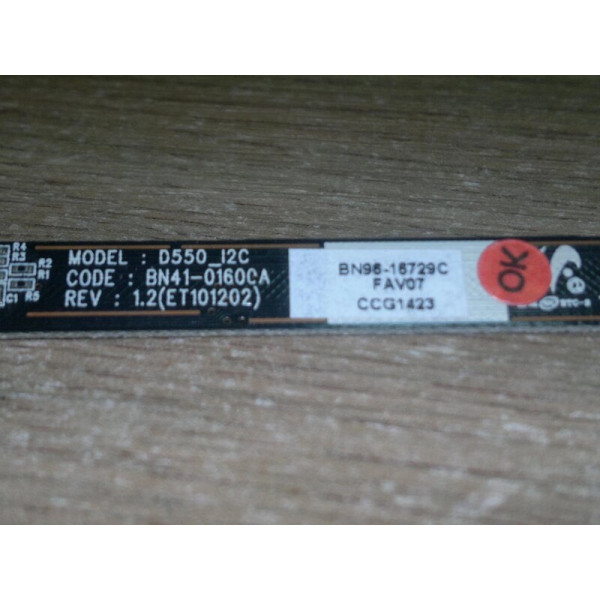 R4
R3
R2
R1
C1 R5
MODEL : D550_I2C
CODE : BN41-0160CA
REV : 1.2(ET101202)
BN96-16729C
FAV07
CCG1423
OK